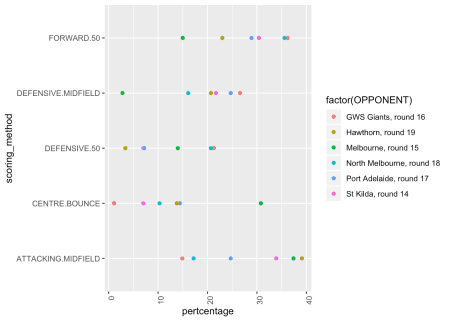 FORWARD.50
DEFENSIVE.MIDFIELD
DEFENSIVE.50
CENTRE.BOUNCE
ATTACKING.MIDFIELD
scoring_method
0 10 20 30 40
pertcentage
factor(OPPONENT)
GWS Giants, round 16
Hawthorn, round 19
Melbourne, round 15
North Melbourne, round 18
Port Adelaide, round 17
St Kilda, round 14